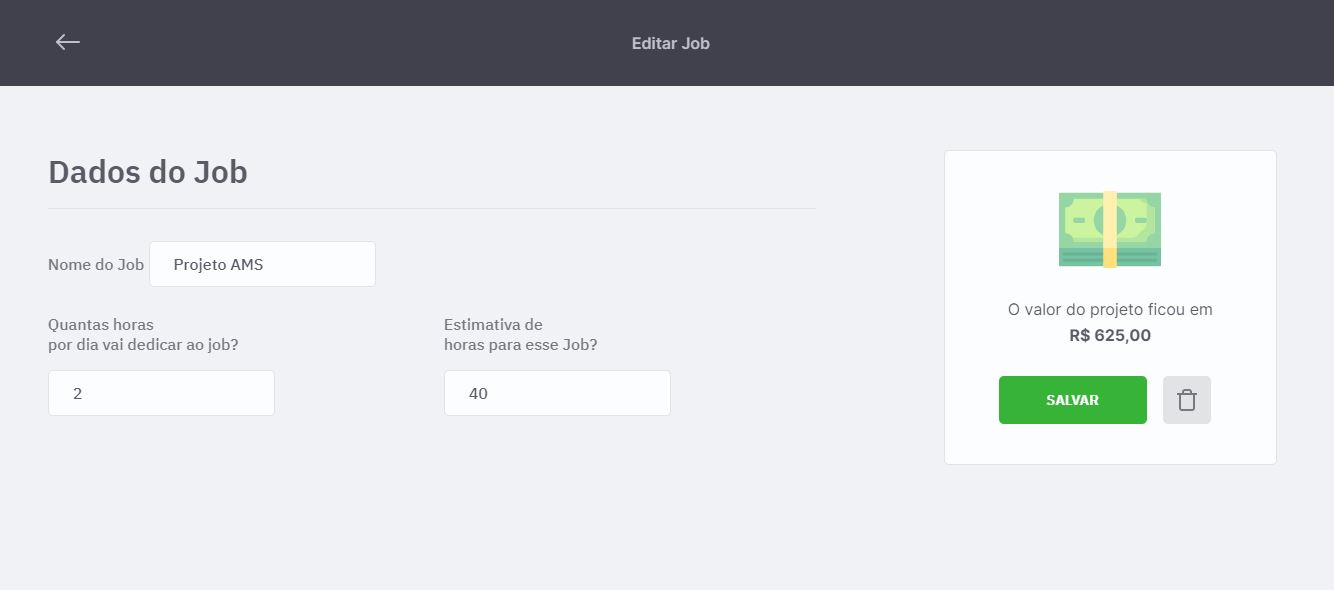 Editar Job
Dados do Job
Nome do Job
Projeto AMS
Quantas horas
por dia vai dedicar ao job?
2
Estimativa de
horas para esse Job?
40
O valor do projeto ficou em
R$ 625,00
SALVAR